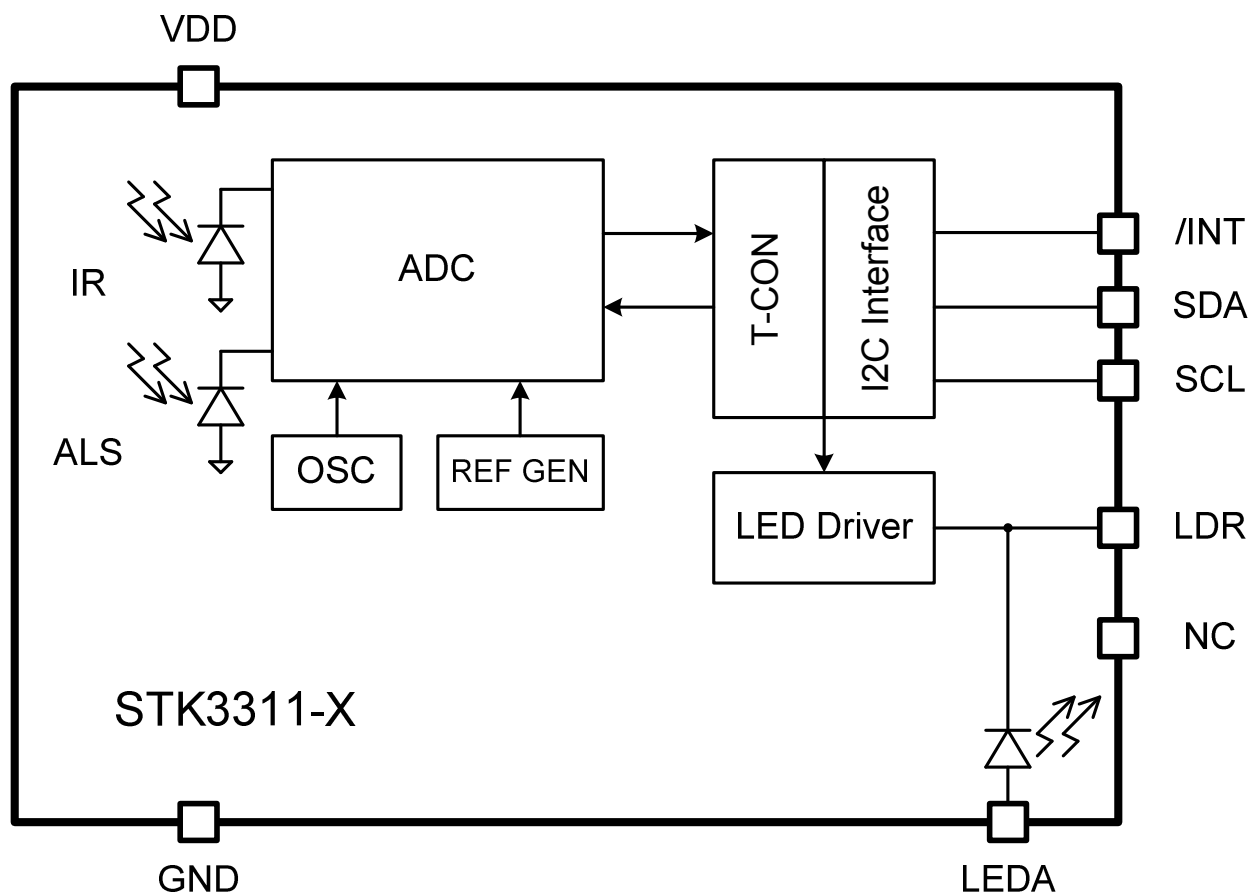 VDD
IR
ADC
T-CON
I2C Interface
/INT
SDA
SCL
ALS
OSC
REF GEN
LED Driver
LDR
NC
STK3311-X
GND
LEDA